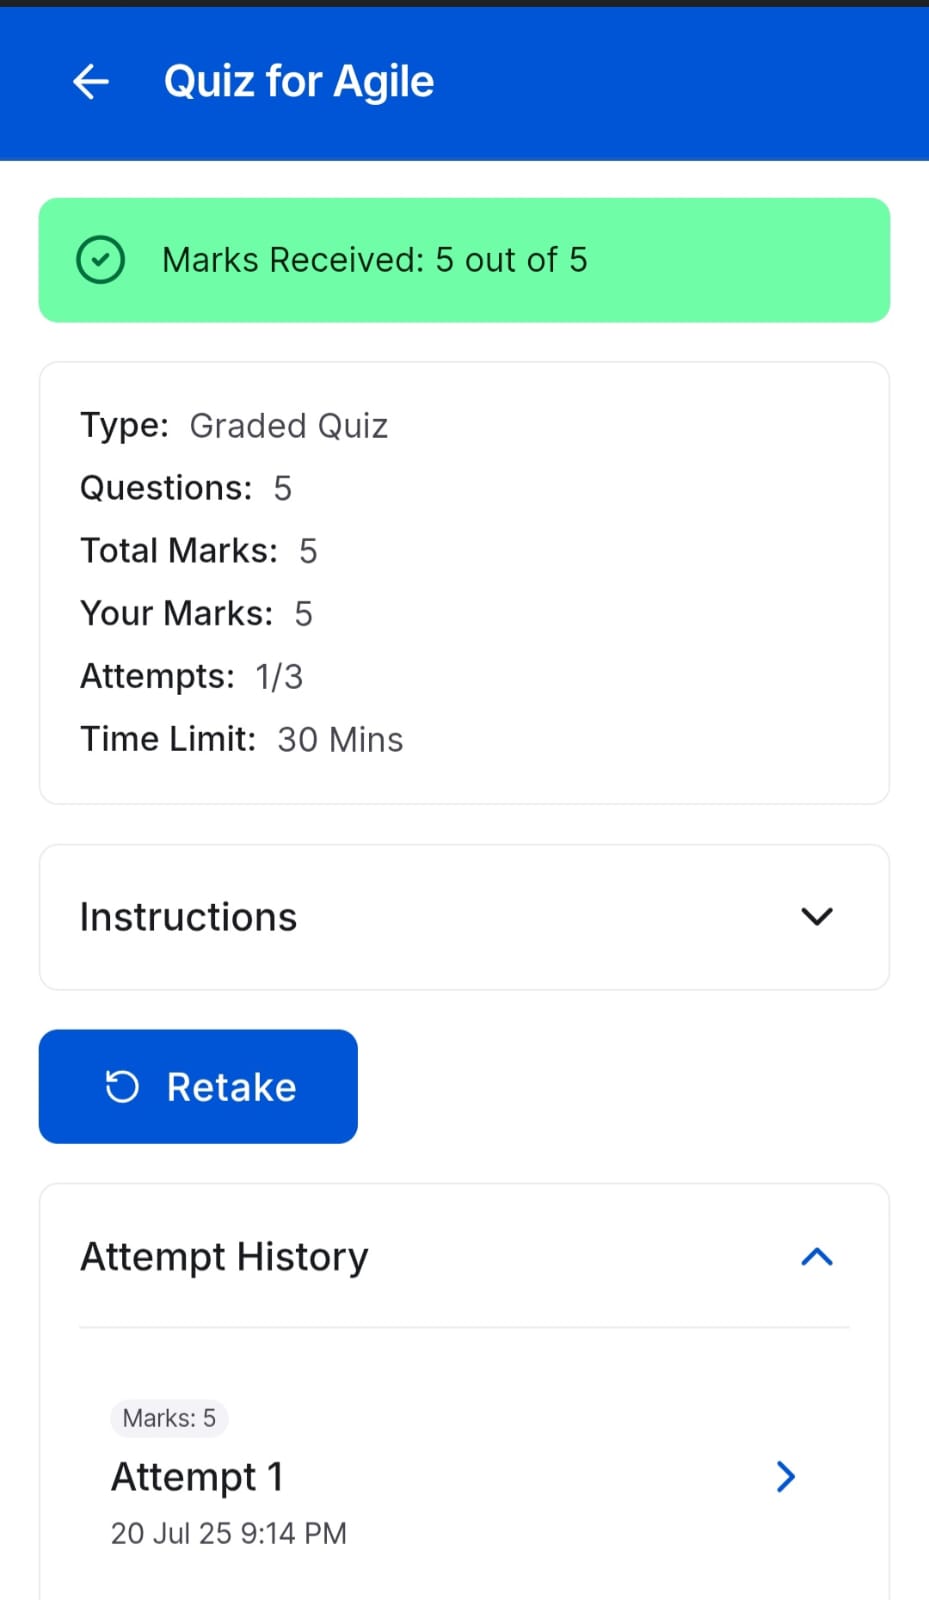 Quiz for Agile
Marks Received: 5 out of 5
Type: Graded Quiz
Questions: 5
Total Marks: 5
Your Marks: 5
Attempts: 1/3
Time Limit: 30 Mins
Instructions
Retake
Attempt History
Marks: 5
Attempt 1
20 Jul 25 9:14 PM